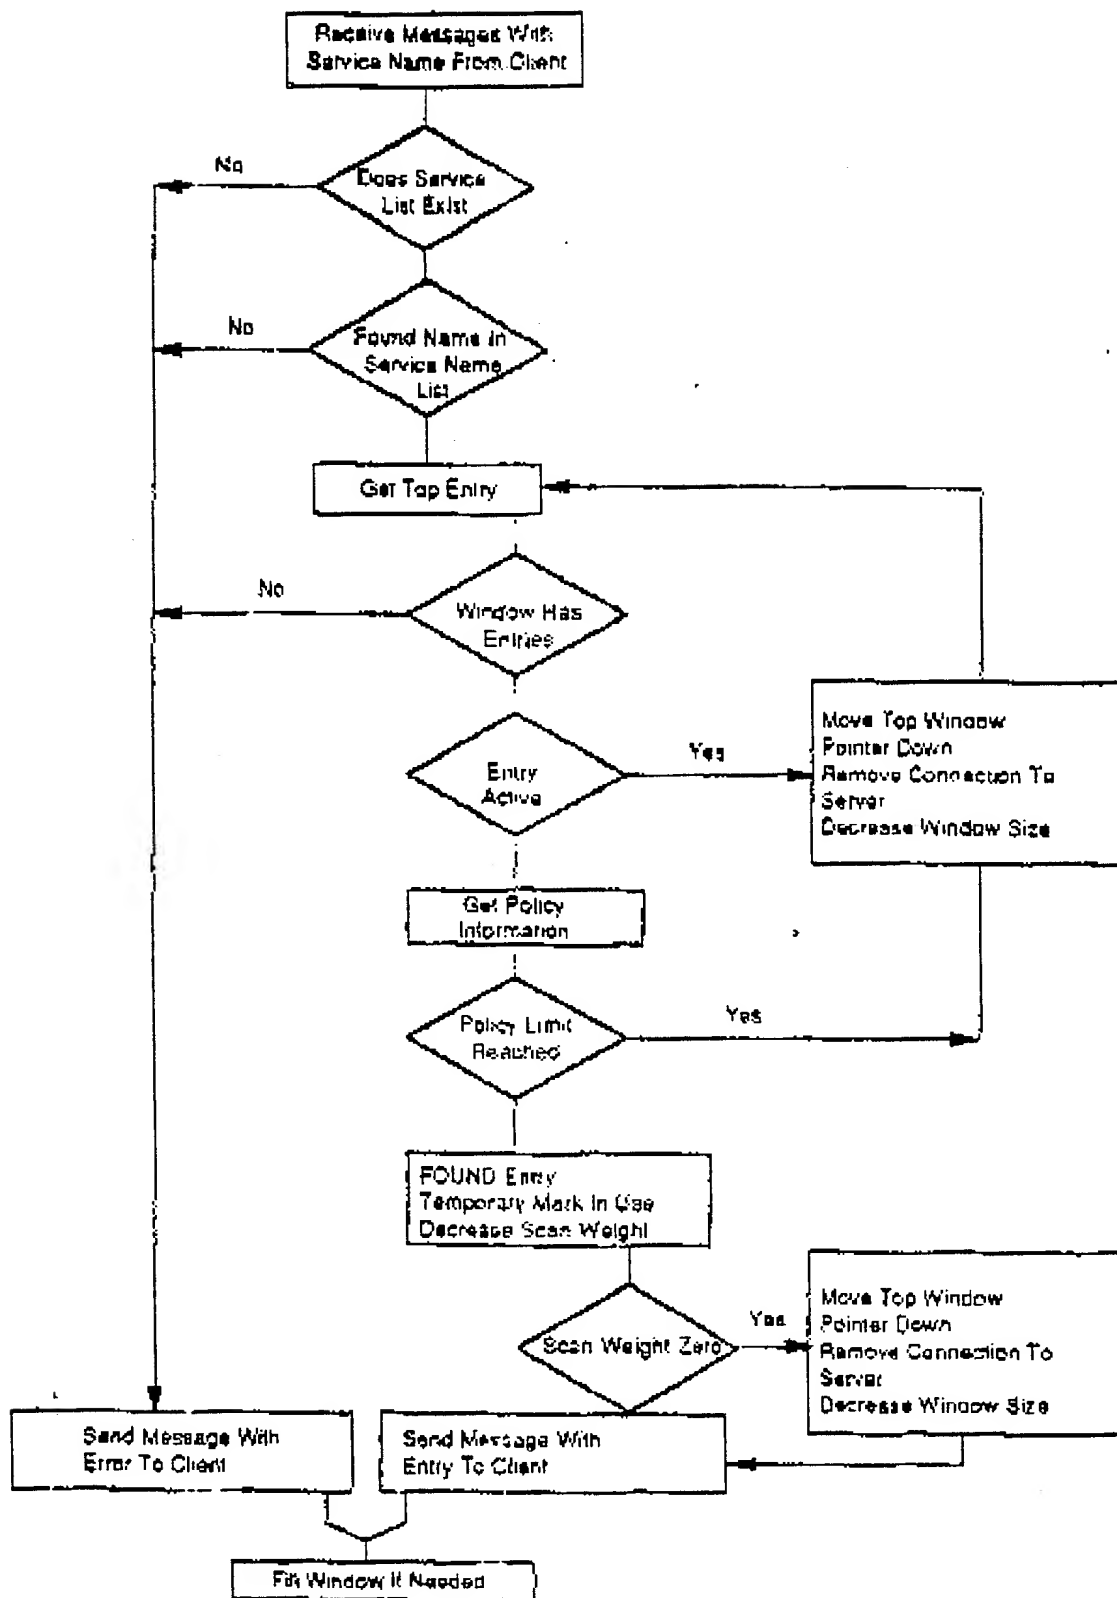 Receive Messages With
Service Name From Client
No
Does Service
List Exist
No
Found Name In
Service Name
List
Get Top Entry
No
Window Has
Entries
Entry
Active
Yes
Move Top Window
Pointer Down
Remove Connection To
Server
Decrease Window Size
Get Policy
Information
Policy Limit
Reached
Yes
FOUND Entry
Temporary Mark In Use
Decrease Scan Weight
Scan Weight Zero
Yes
Move Top Window
Pointer Down
Remove Connection To
Server
Decrease Window Size
Send Message With
Error To Client
Send Message With
Entry To Client
Fill Window If Needed